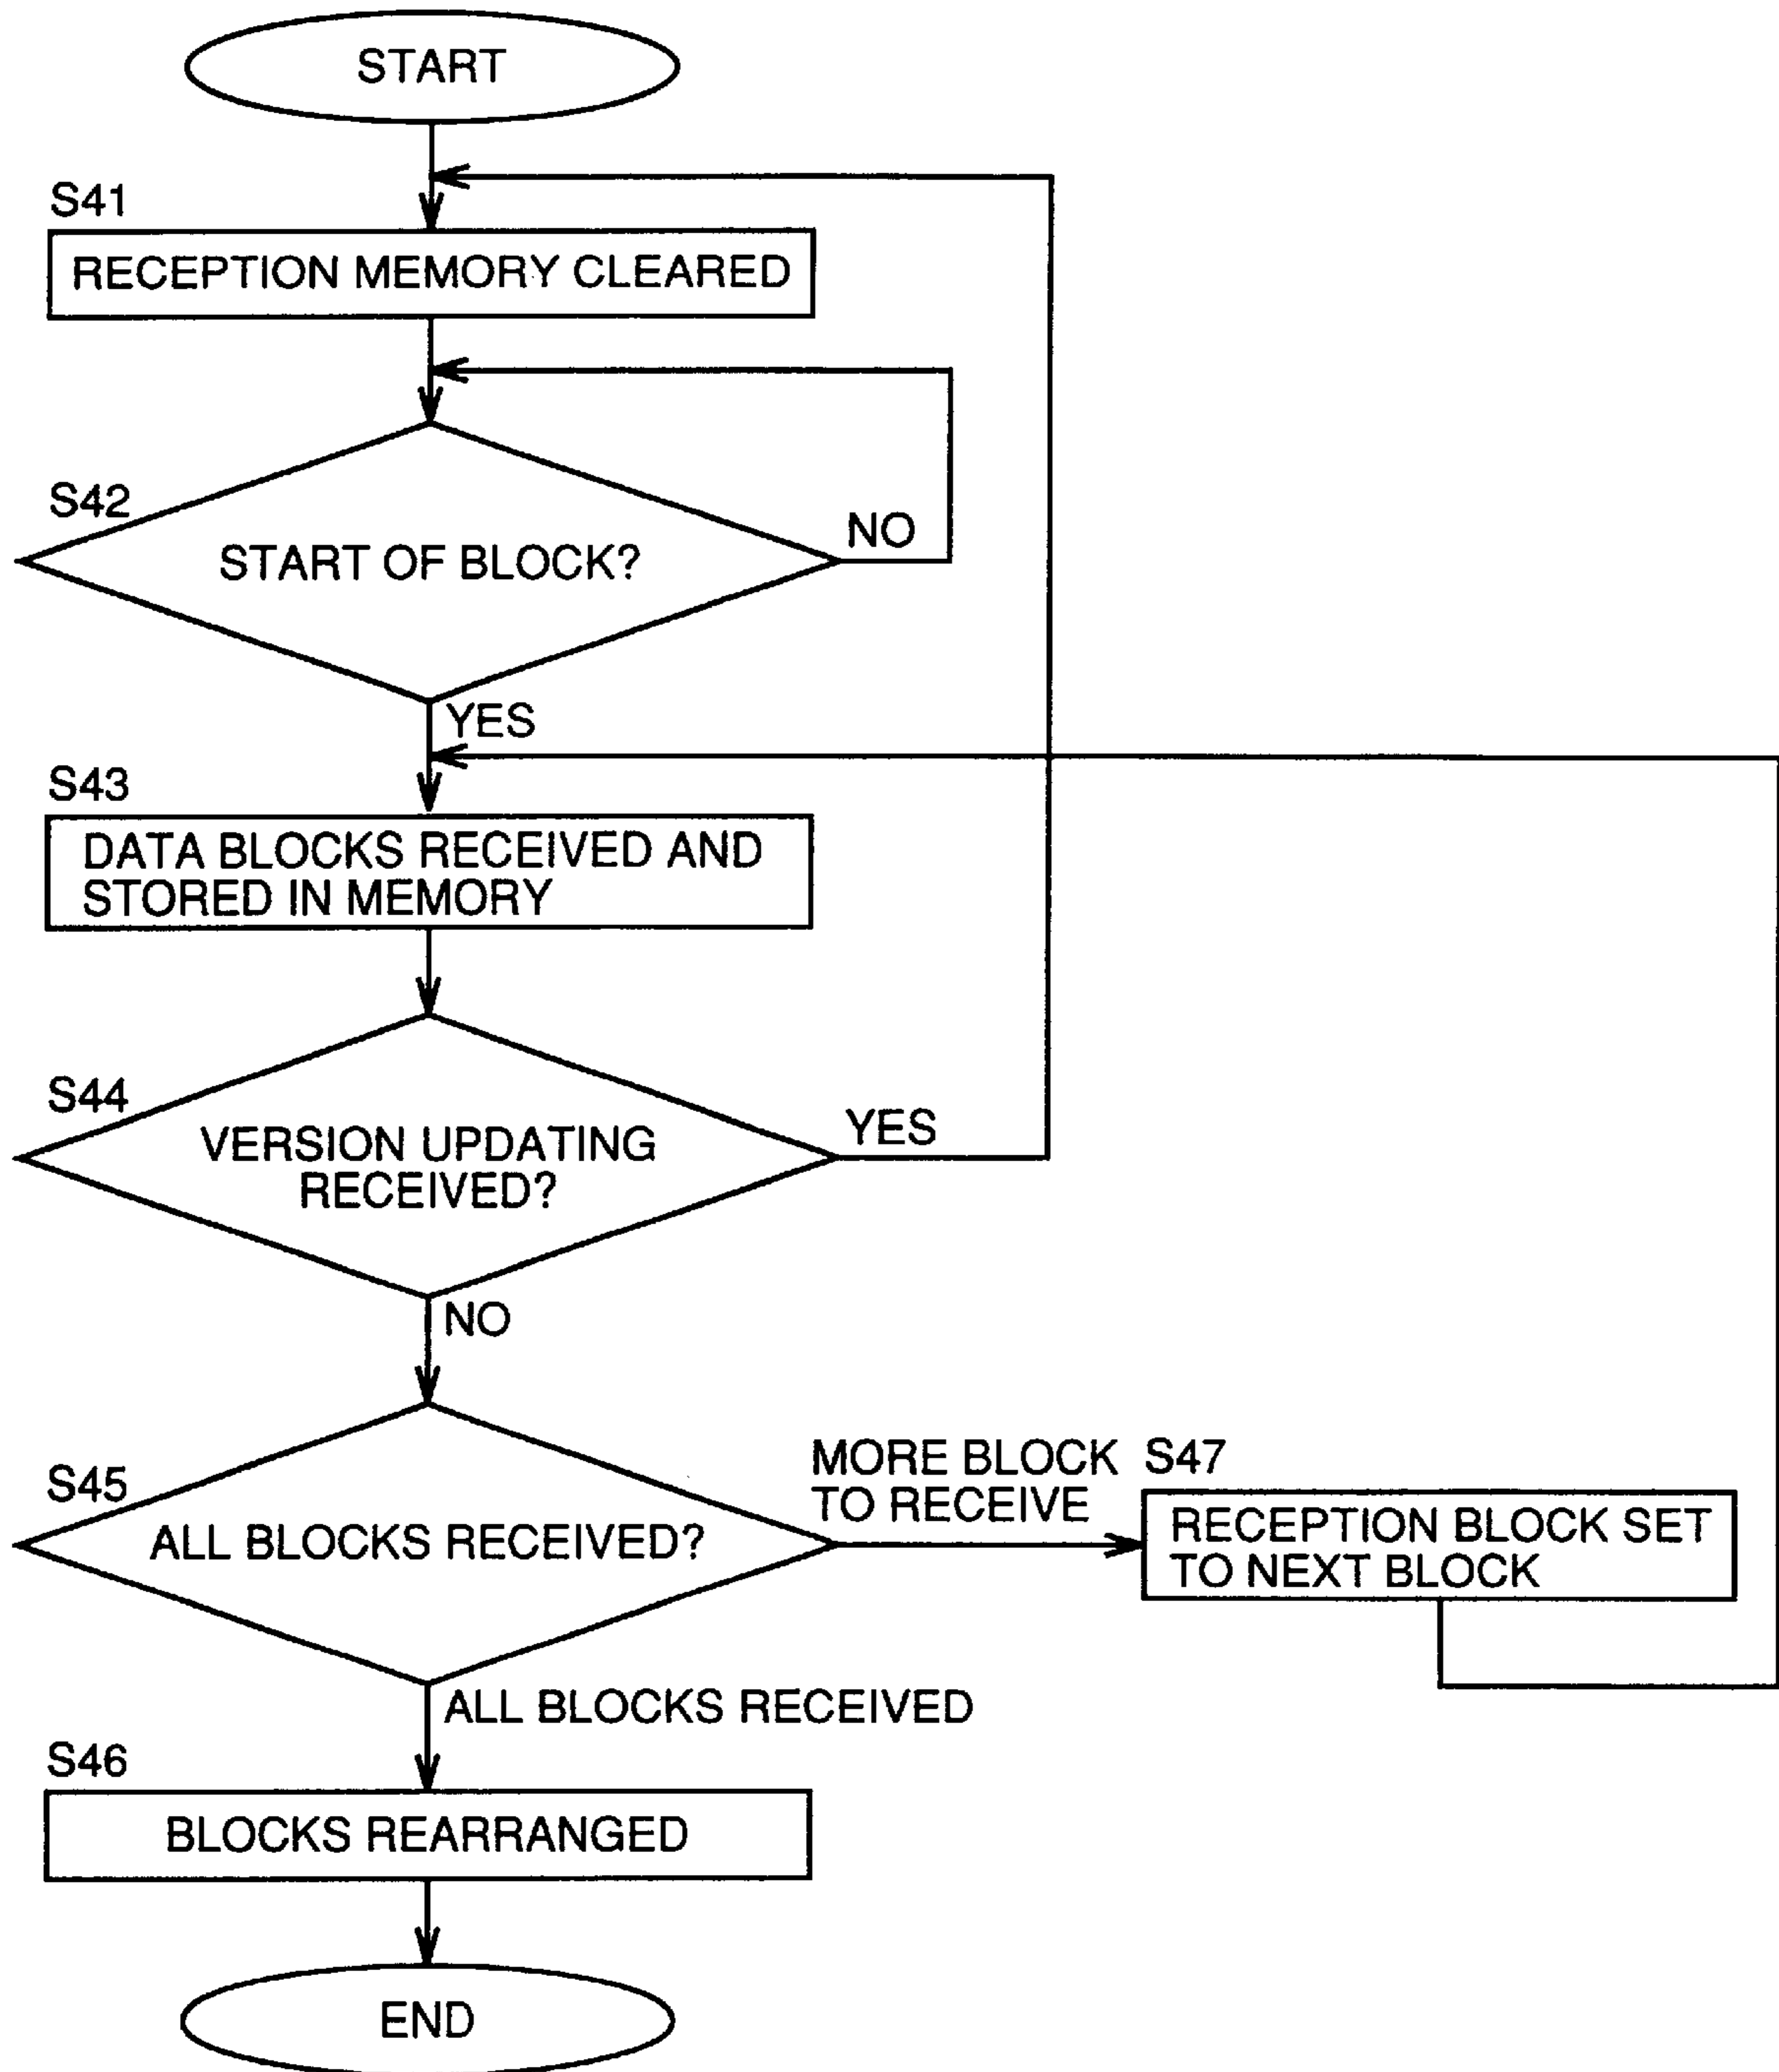 START
S41
RECEPTION MEMORY CLEARED
S42
START OF BLOCK?
NO
YES
S43
DATA BLOCKS RECEIVED AND
STORED IN MEMORY
S44
VERSION UPDATING
RECEIVED?
YES
NO
S45
ALL BLOCKS RECEIVED?
MORE BLOCK
TO RECEIVE
S47
RECEPTION BLOCK SET
TO NEXT BLOCK
ALL BLOCKS RECEIVED
S46
BLOCKS REARRANGED
END